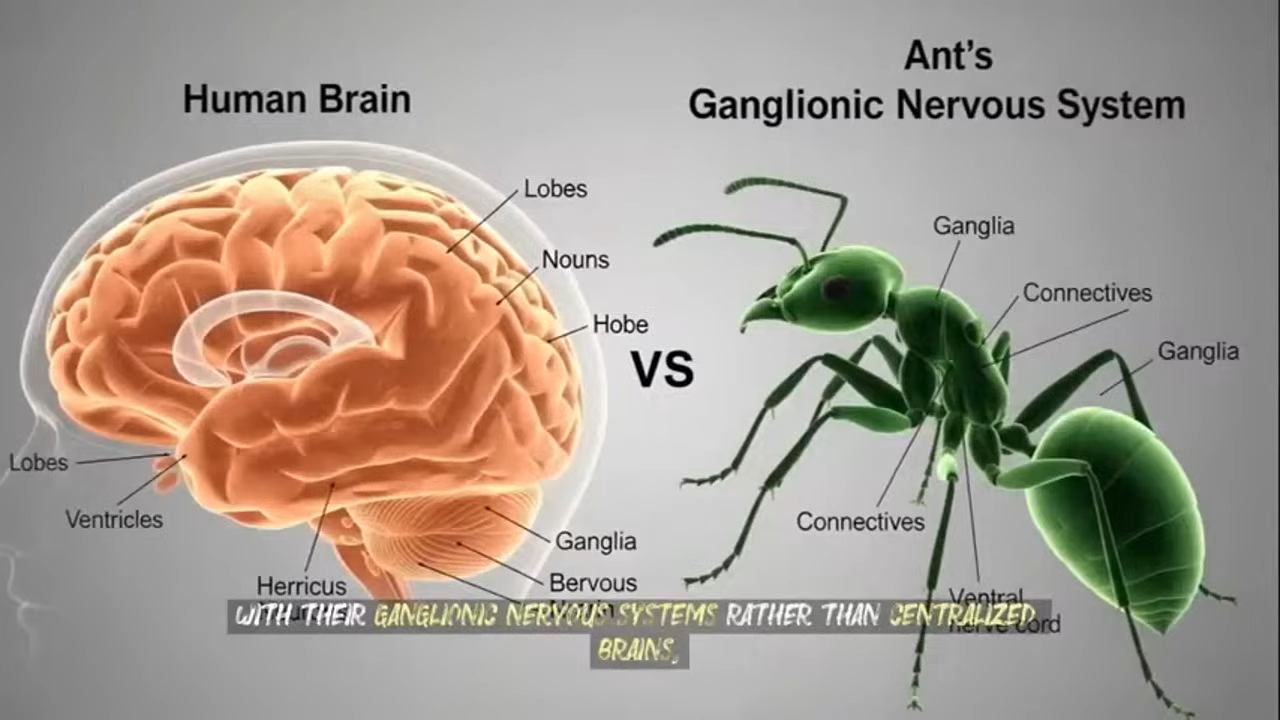 Human Brain
Lobes
Nouns
Hobe
Lobes
Ventricles
Herricus
Ganglia
Bervous
VS
Ant's
Ganglionic Nervous System
Ganglia
Connectives
Ganglia
Connectives
Ventral
nerve cord
WITH THEIR GANGLIONIC NERVOUS SYSTEMS RATHER THAN CENTRALIZED
BRAINS,